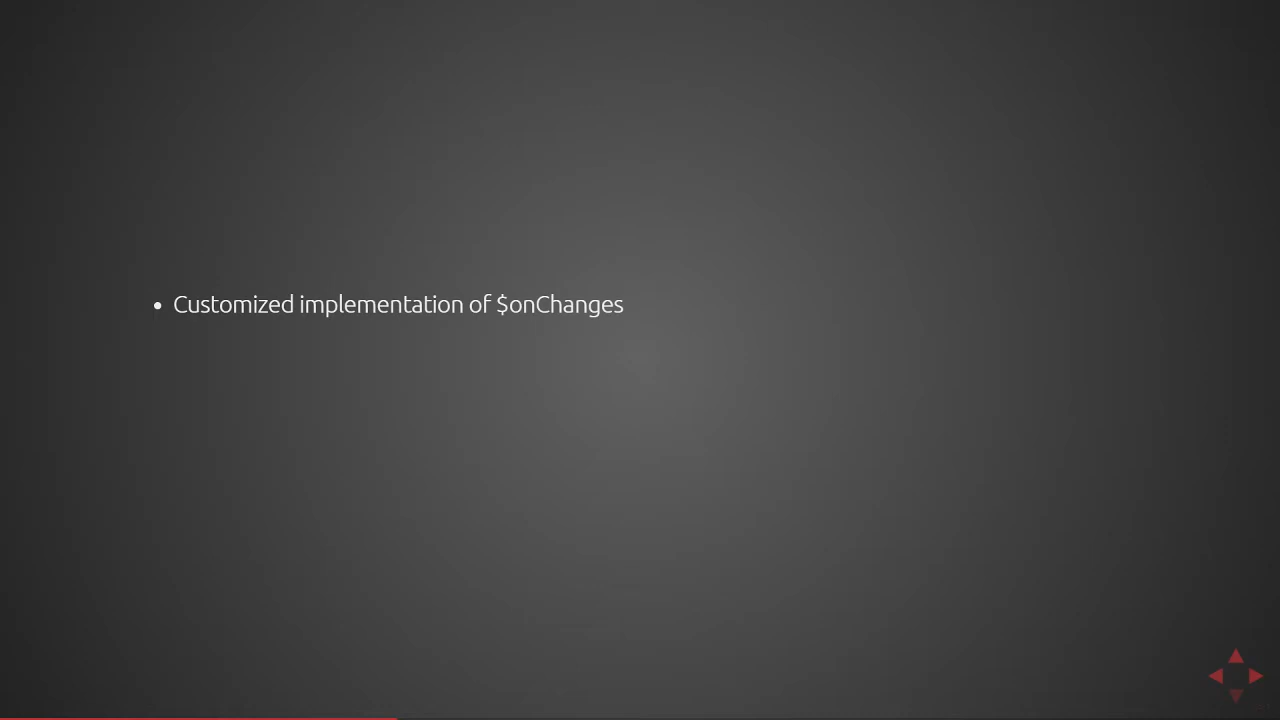 • Customized implementation of $onChanges